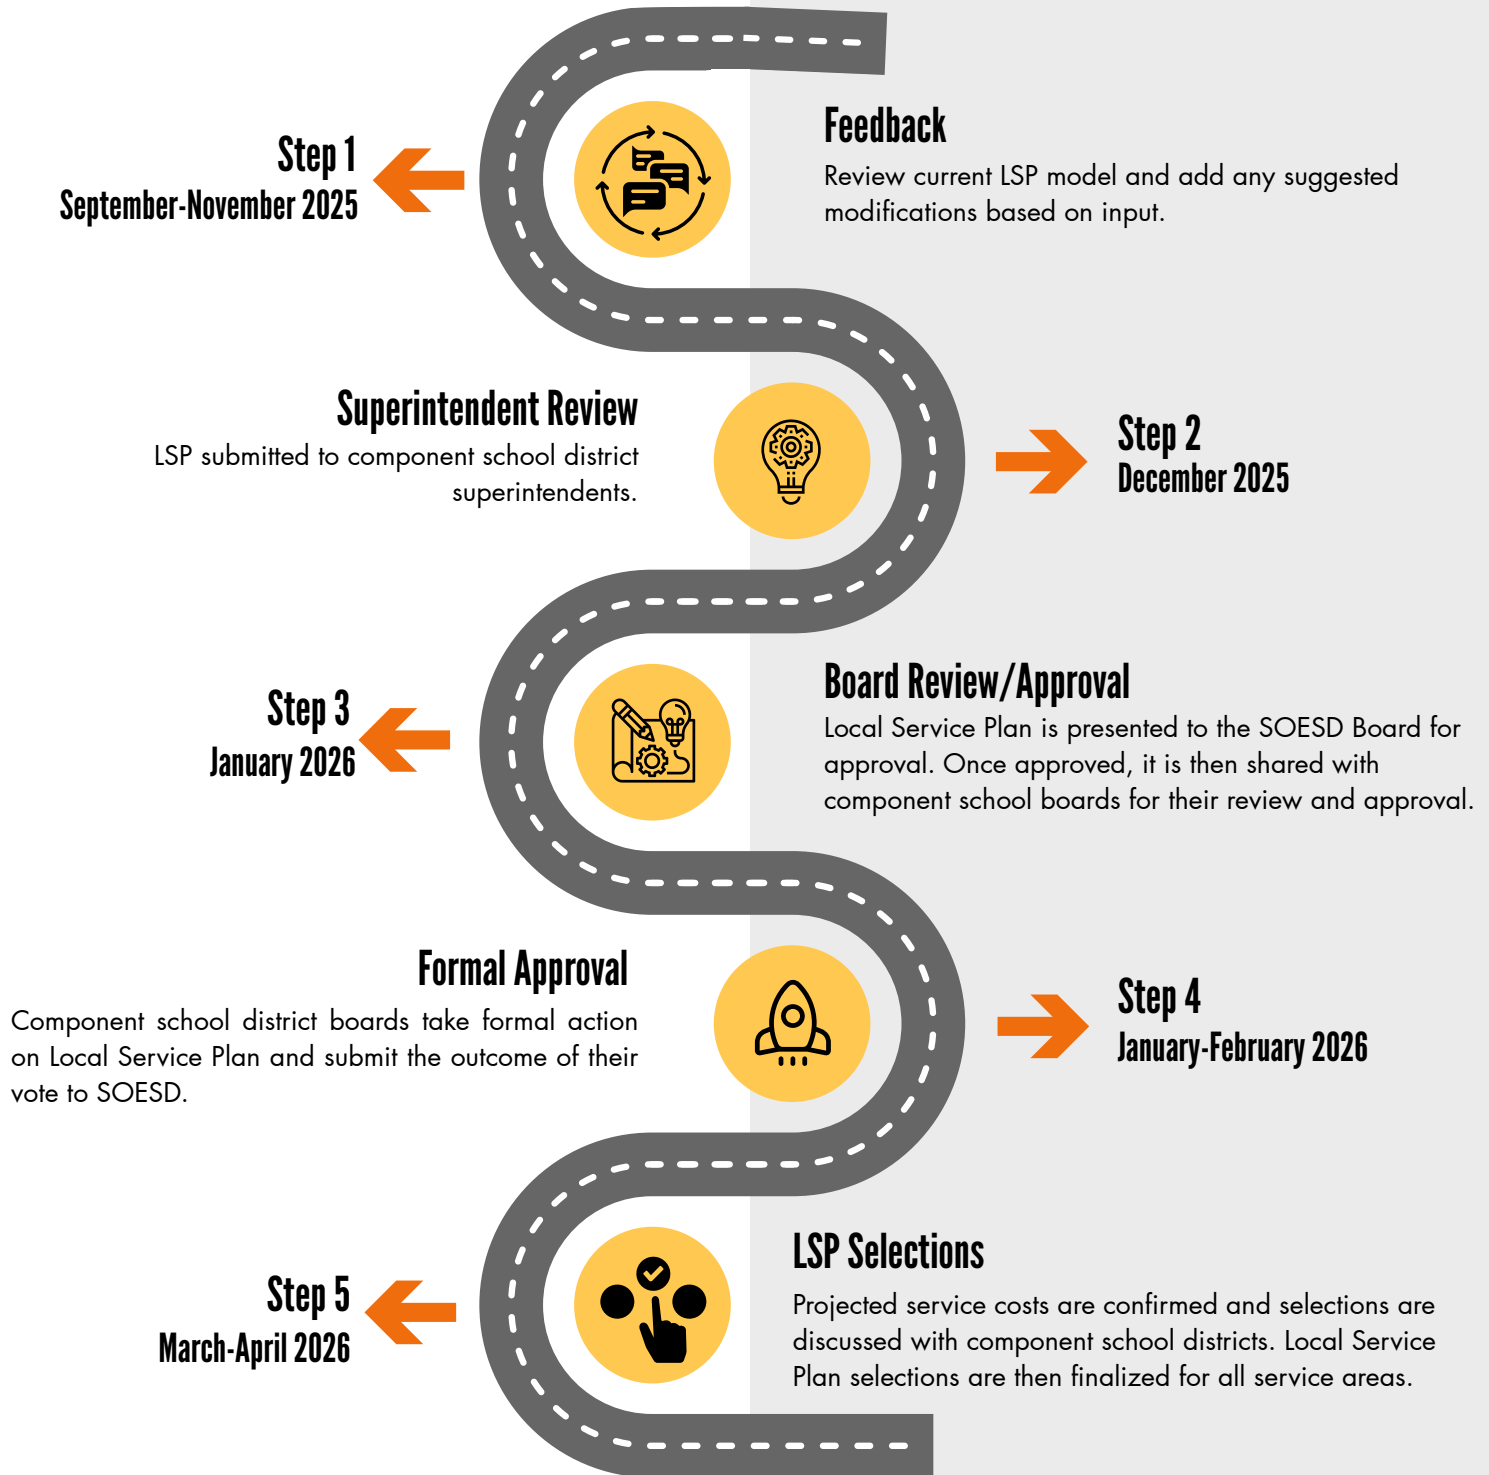 Step 1
September-November 2025
Feedback
Review current LSP model and add any suggested
modifications based on input.
Superintendent Review
LSP submitted to component school district
superintendents.
Step 2
December 2025
Step 3
January 2026
Board Review/Approval
Local Service Plan is presented to the SOESD Board for
approval. Once approved, it is then shared with
component school boards for their review and approval.
Formal Approval
Component school district boards take formal action
on Local Service Plan and submit the outcome of their
vote to SOESD.
Step 4
January-February 2026
Step 5
March-April 2026
LSP Selections
Projected service costs are confirmed and selections are
discussed with component school districts. Local Service
Plan selections are then finalized for all service areas.